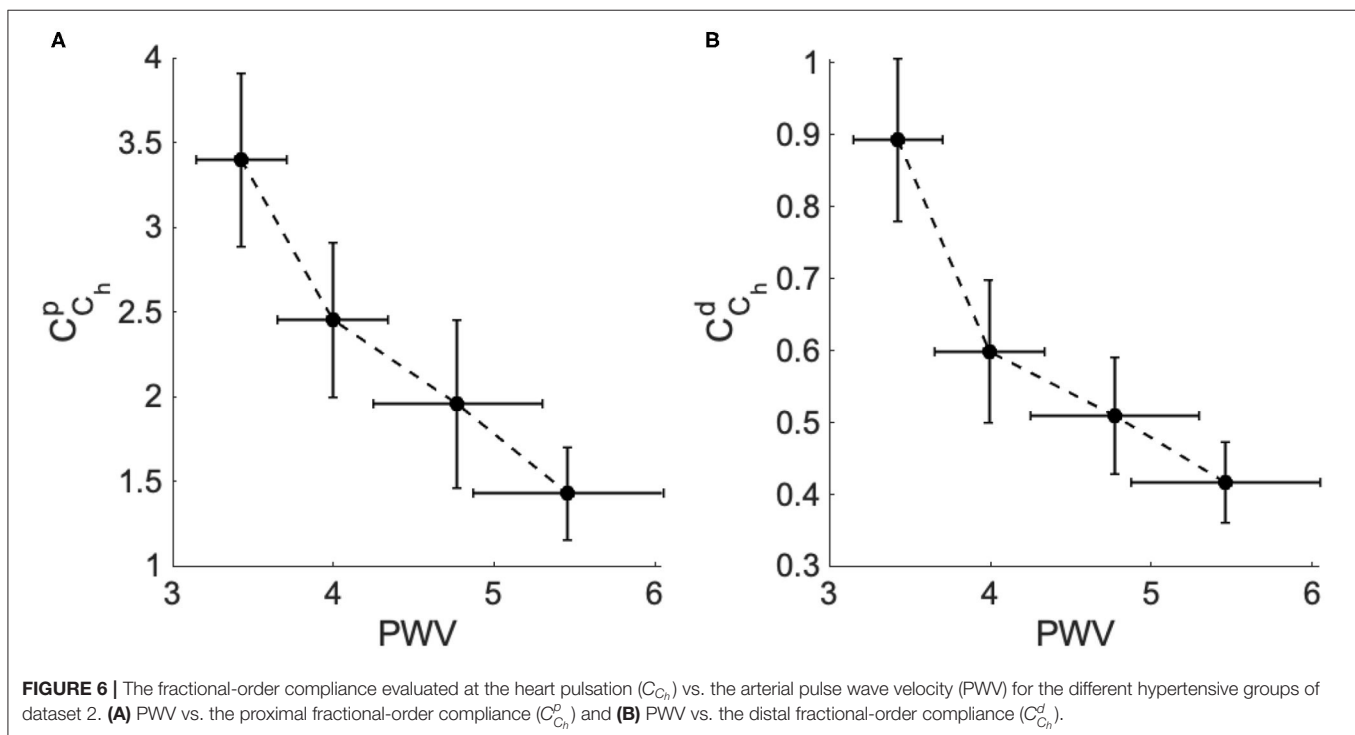 A
4
3.5
3
2.5
2
1.5
1
C^p_{C_h}
3 4 5 6
PWV
B
1
0.9
0.8
0.7
0.6
0.5
0.4
0.3
C^d_{C_h}
3 4 5 6
PWV
FIGURE 6 | The fractional-order compliance evaluated at the heart pulsation (C_{C_h}) vs. the arterial pulse wave velocity (PWV) for the different hypertensive groups of
dataset 2. (A) PWV vs. the proximal fractional-order compliance (C^p_{C_h}) and (B) PWV vs. the distal fractional-order compliance (C^d_{C_h}).